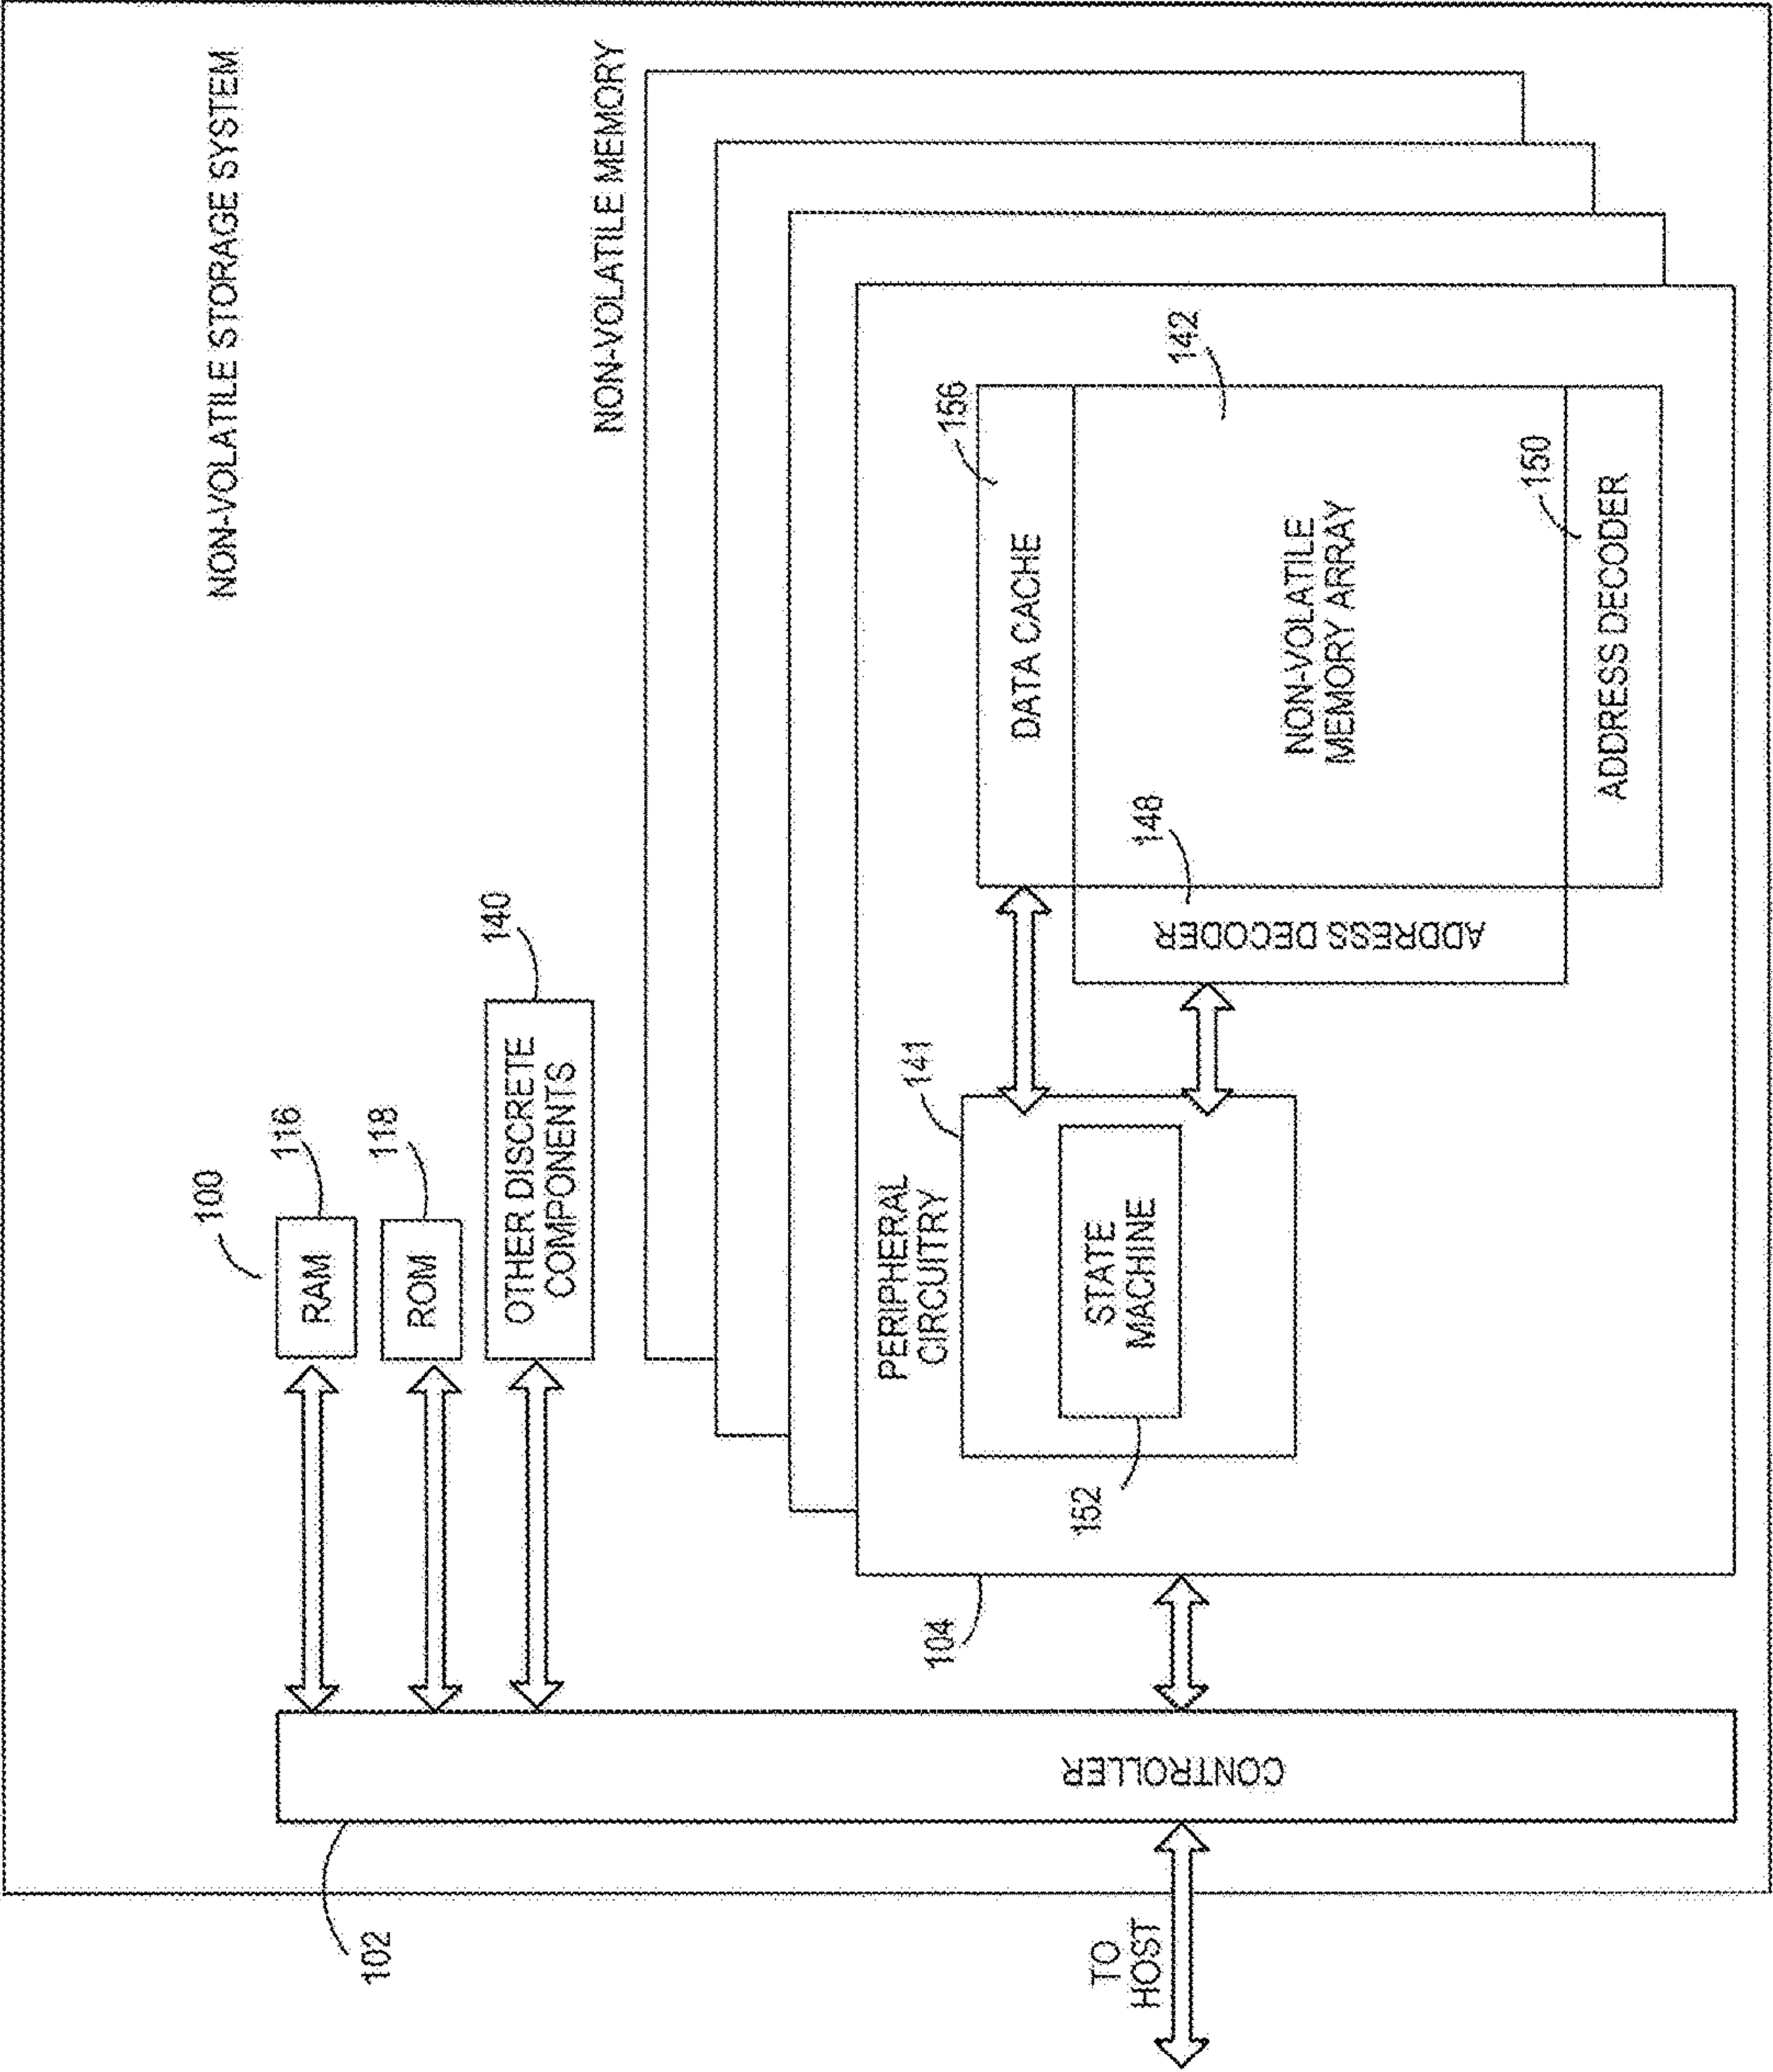 100
NON-VOLATILE STORAGE SYSTEM
116
RAM
102
118
ROM
140
OTHER DISCRETE
COMPONENTS
NON-VOLATILE MEMORY
PERIPHERAL
CIRCUITRY
141
104
156
DATA CACHE
152
STATE
MACHINE
TO
HOST
CONTROLLER
148
ADDRESS DECODER
142
NON-VOLATILE
MEMORY ARRAY
150
ADDRESS DECODER